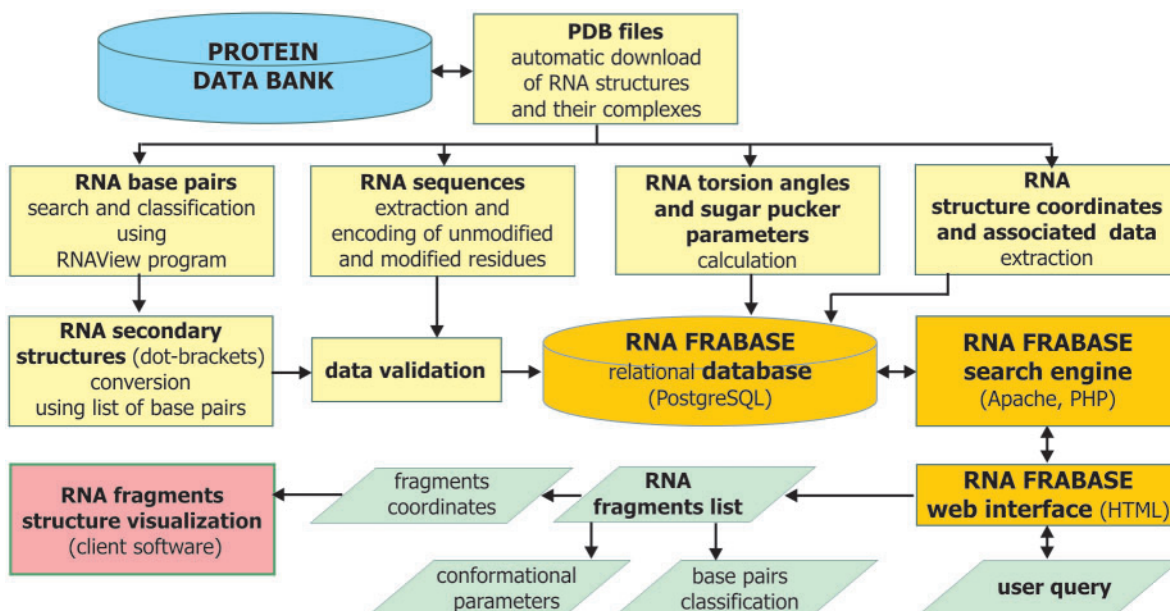 PROTEIN
DATA BANK
PDB files
automatic download
of RNA structures
and their complexes
RNA base pairs
search and classification
using
RNAView program
RNA sequences
extraction and
encoding of unmodified
and modified residues
RNA torsion angles
and sugar pucker
parameters
calculation
RNA
structure coordinates
and associated data
extraction
RNA secondary
structures (dot-brackets)
conversion
using list of base pairs
data validation
RNA FRABASE
relational database
(PostgreSQL)
RNA FRABASE
search engine
(Apache, PHP)
RNA fragments
structure visualization
(client software)
fragments
coordinates
RNA
fragments list
RNA FRABASE
web interface (HTML)
conformational
parameters
base pairs
classification
user query